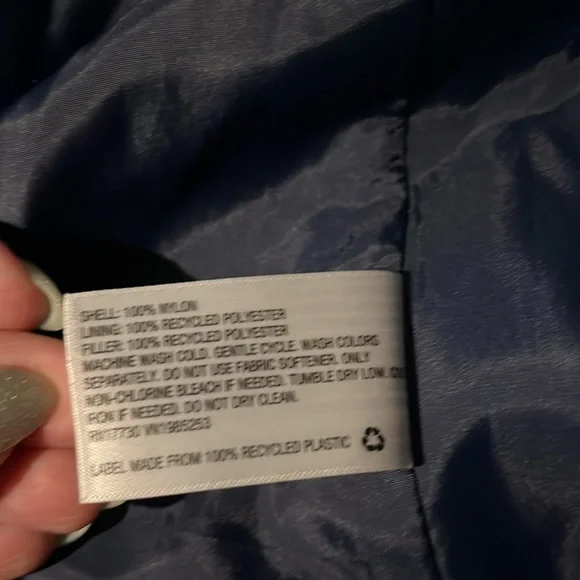 SHELL: 100% NYLON
LINING: 100% RECYCLED POLYESTER
FILLER: 100% RECYCLED POLYESTER
MACHINE WASH COLD. GENTLE CYCLE. WASH COLORS
SEPARATELY. DO NOT USE FABRIC SOFTENER. ONLY
NON-CHLORINE BLEACH IF NEEDED. TUMBLE DRY LOW.
IRON IF NEEDED. DO NOT DRY CLEAN.
RN17730 VN1985253
LABEL MADE FROM 100% RECYCLED PLASTIC